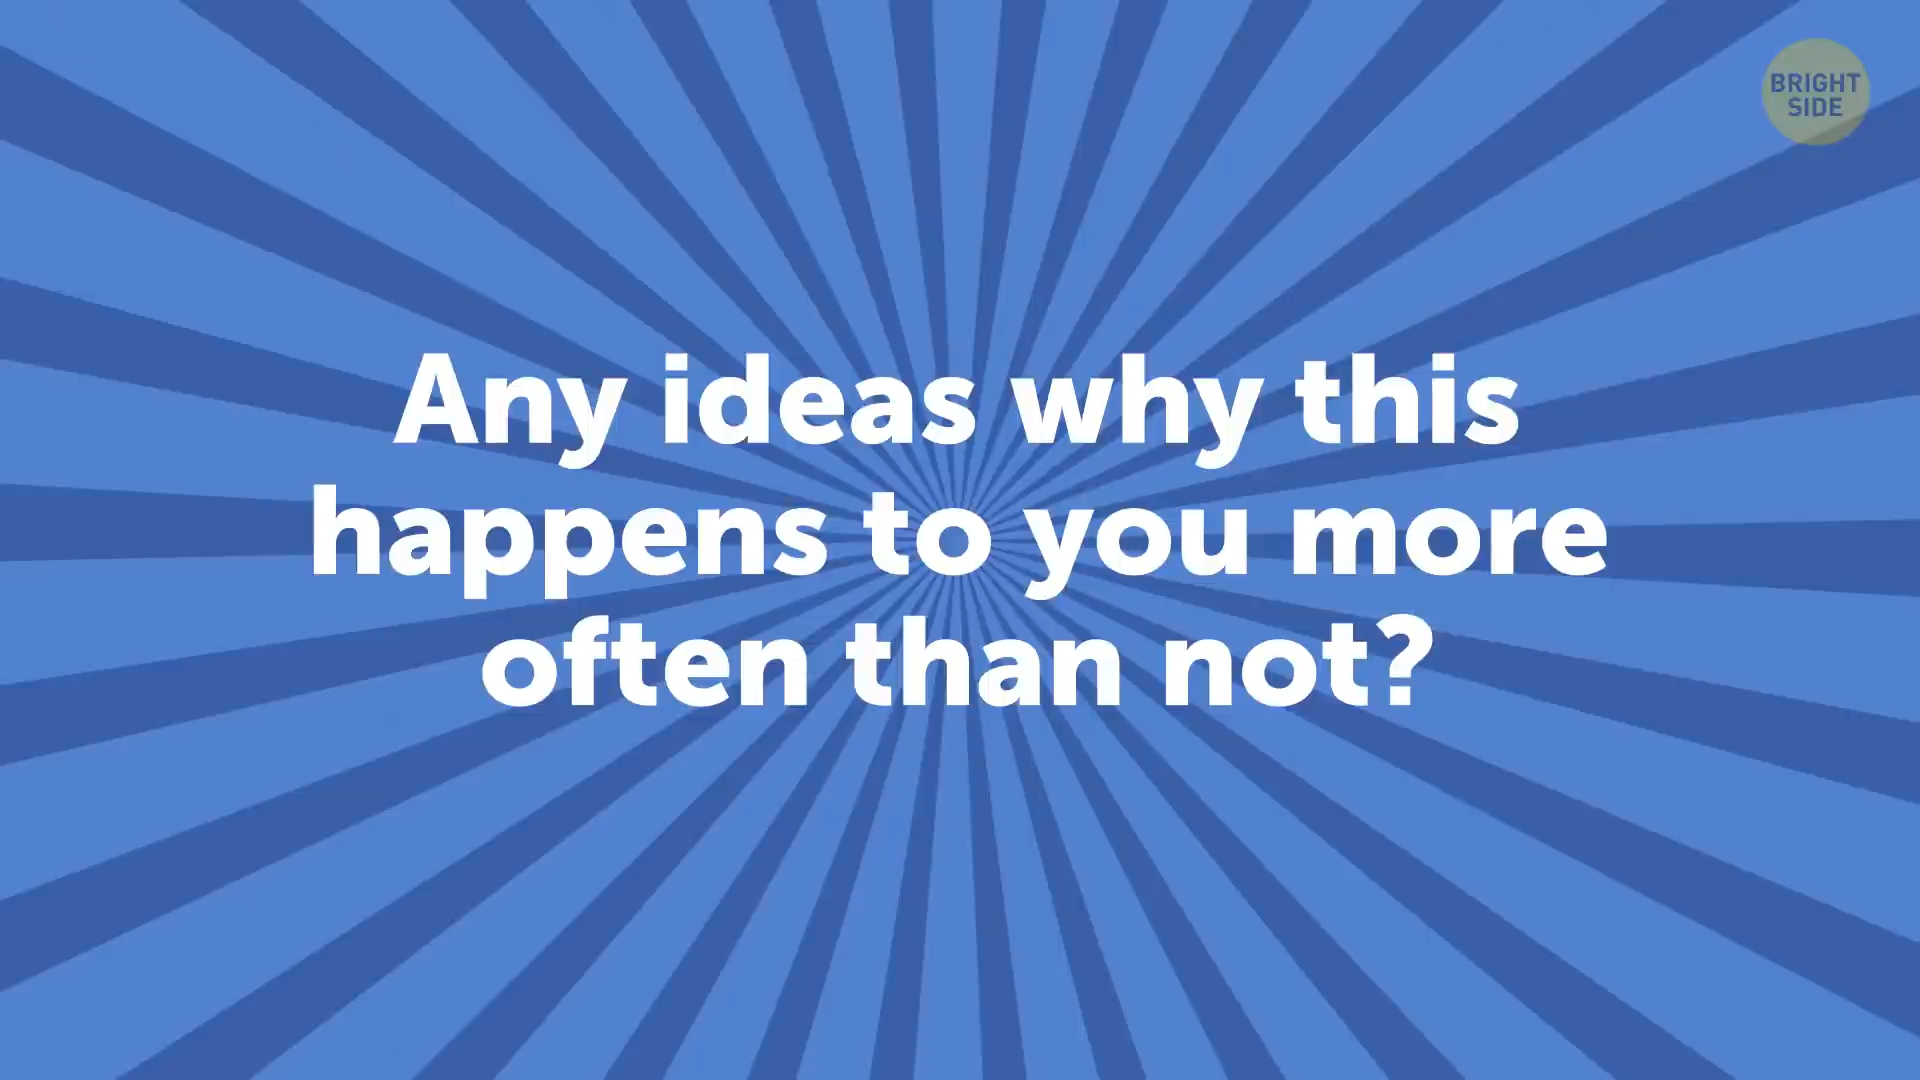 BRIGHT
SIDE
Any ideas why this
happens to you more
often than not?